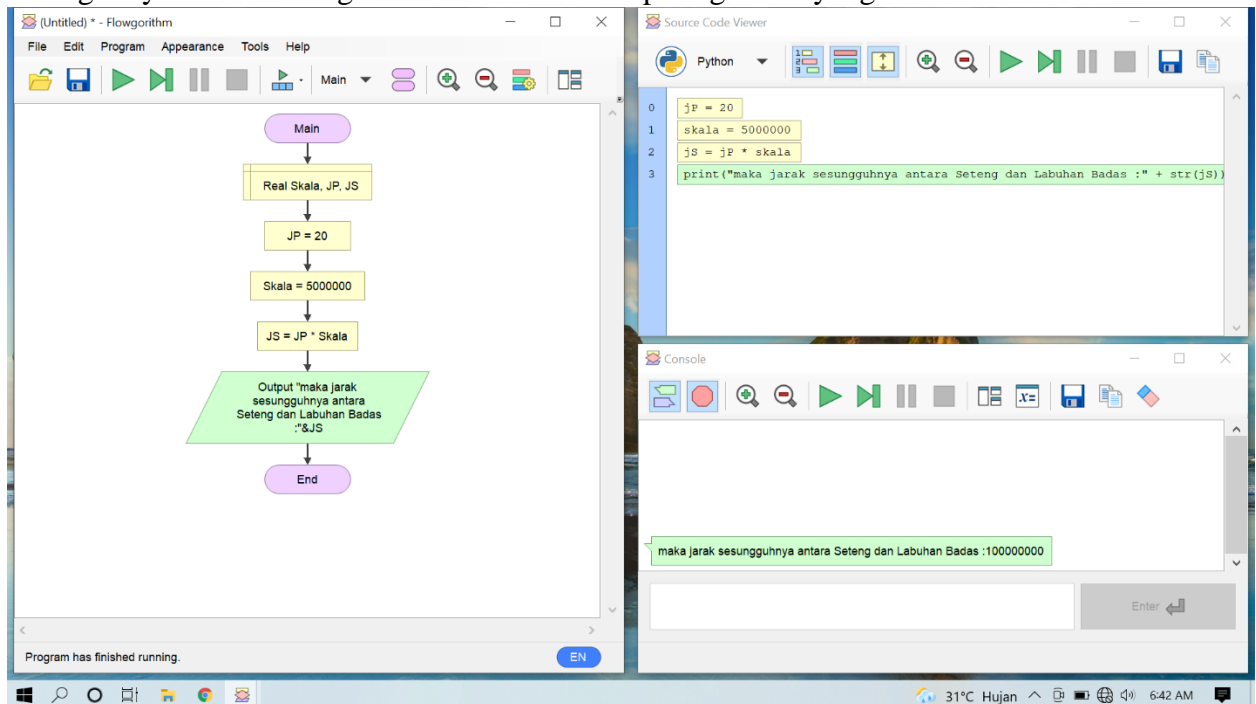 (Untitled) * - Flowgorithm
File Edit Program Appearance Tools Help
Main
Main
Real Skala, JP, JS
JP = 20
Skala = 5000000
JS = JP * Skala
Output "maka jarak
sesungguhnya antara
Seteng dan Labuhan Badas
:"&JS
End
Program has finished running.
EN
Source Code Viewer
Python
0 jP = 20
1 skala = 5000000
2 jS = jP * skala
3 print("maka jarak sesungguhnya antara Seteng dan Labuhan Badas :" + str(jS))
Console
x=
maka jarak sesungguhnya antara Seteng dan Labuhan Badas :100000000
Enter
31°C Hujan 6:42 AM